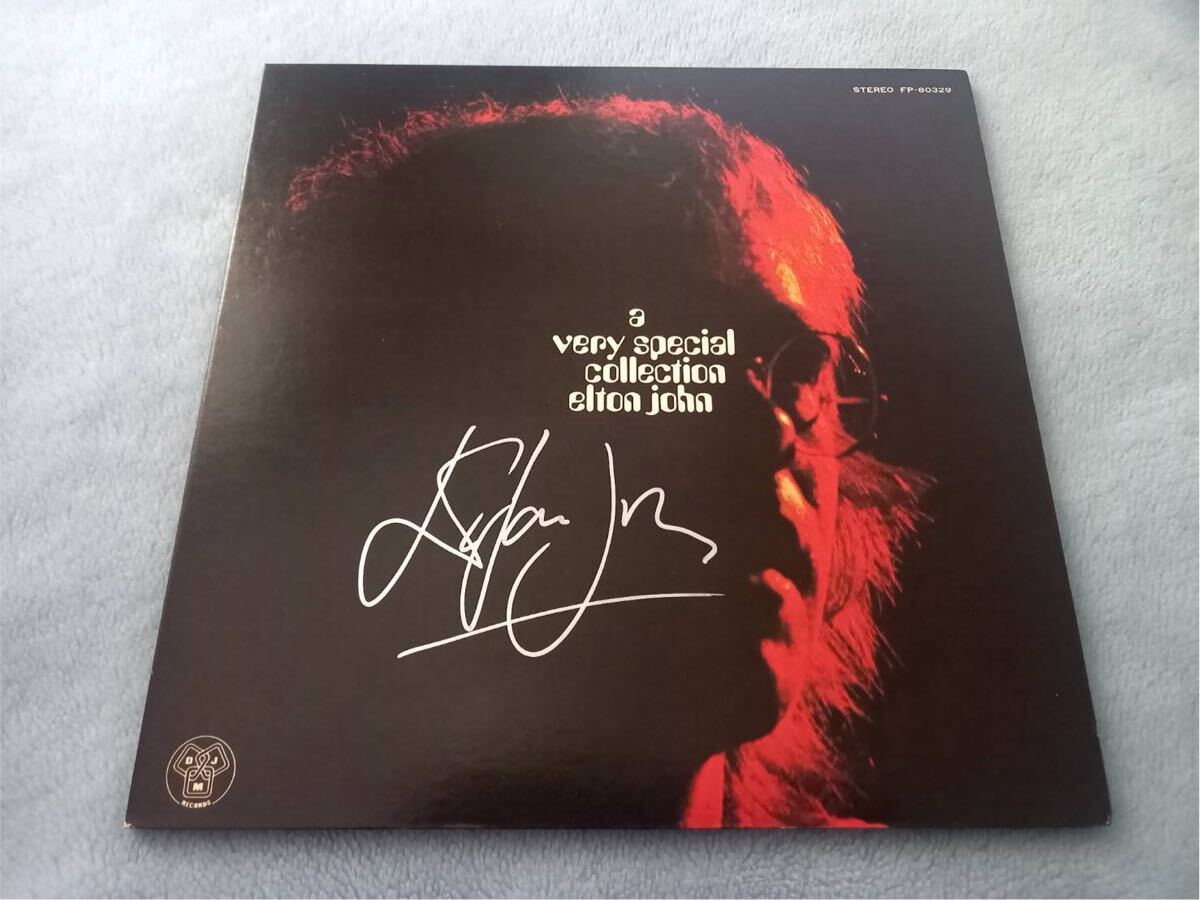 STEREO FP-80329
a
very special
collection
elton john
DJM
RECORDS